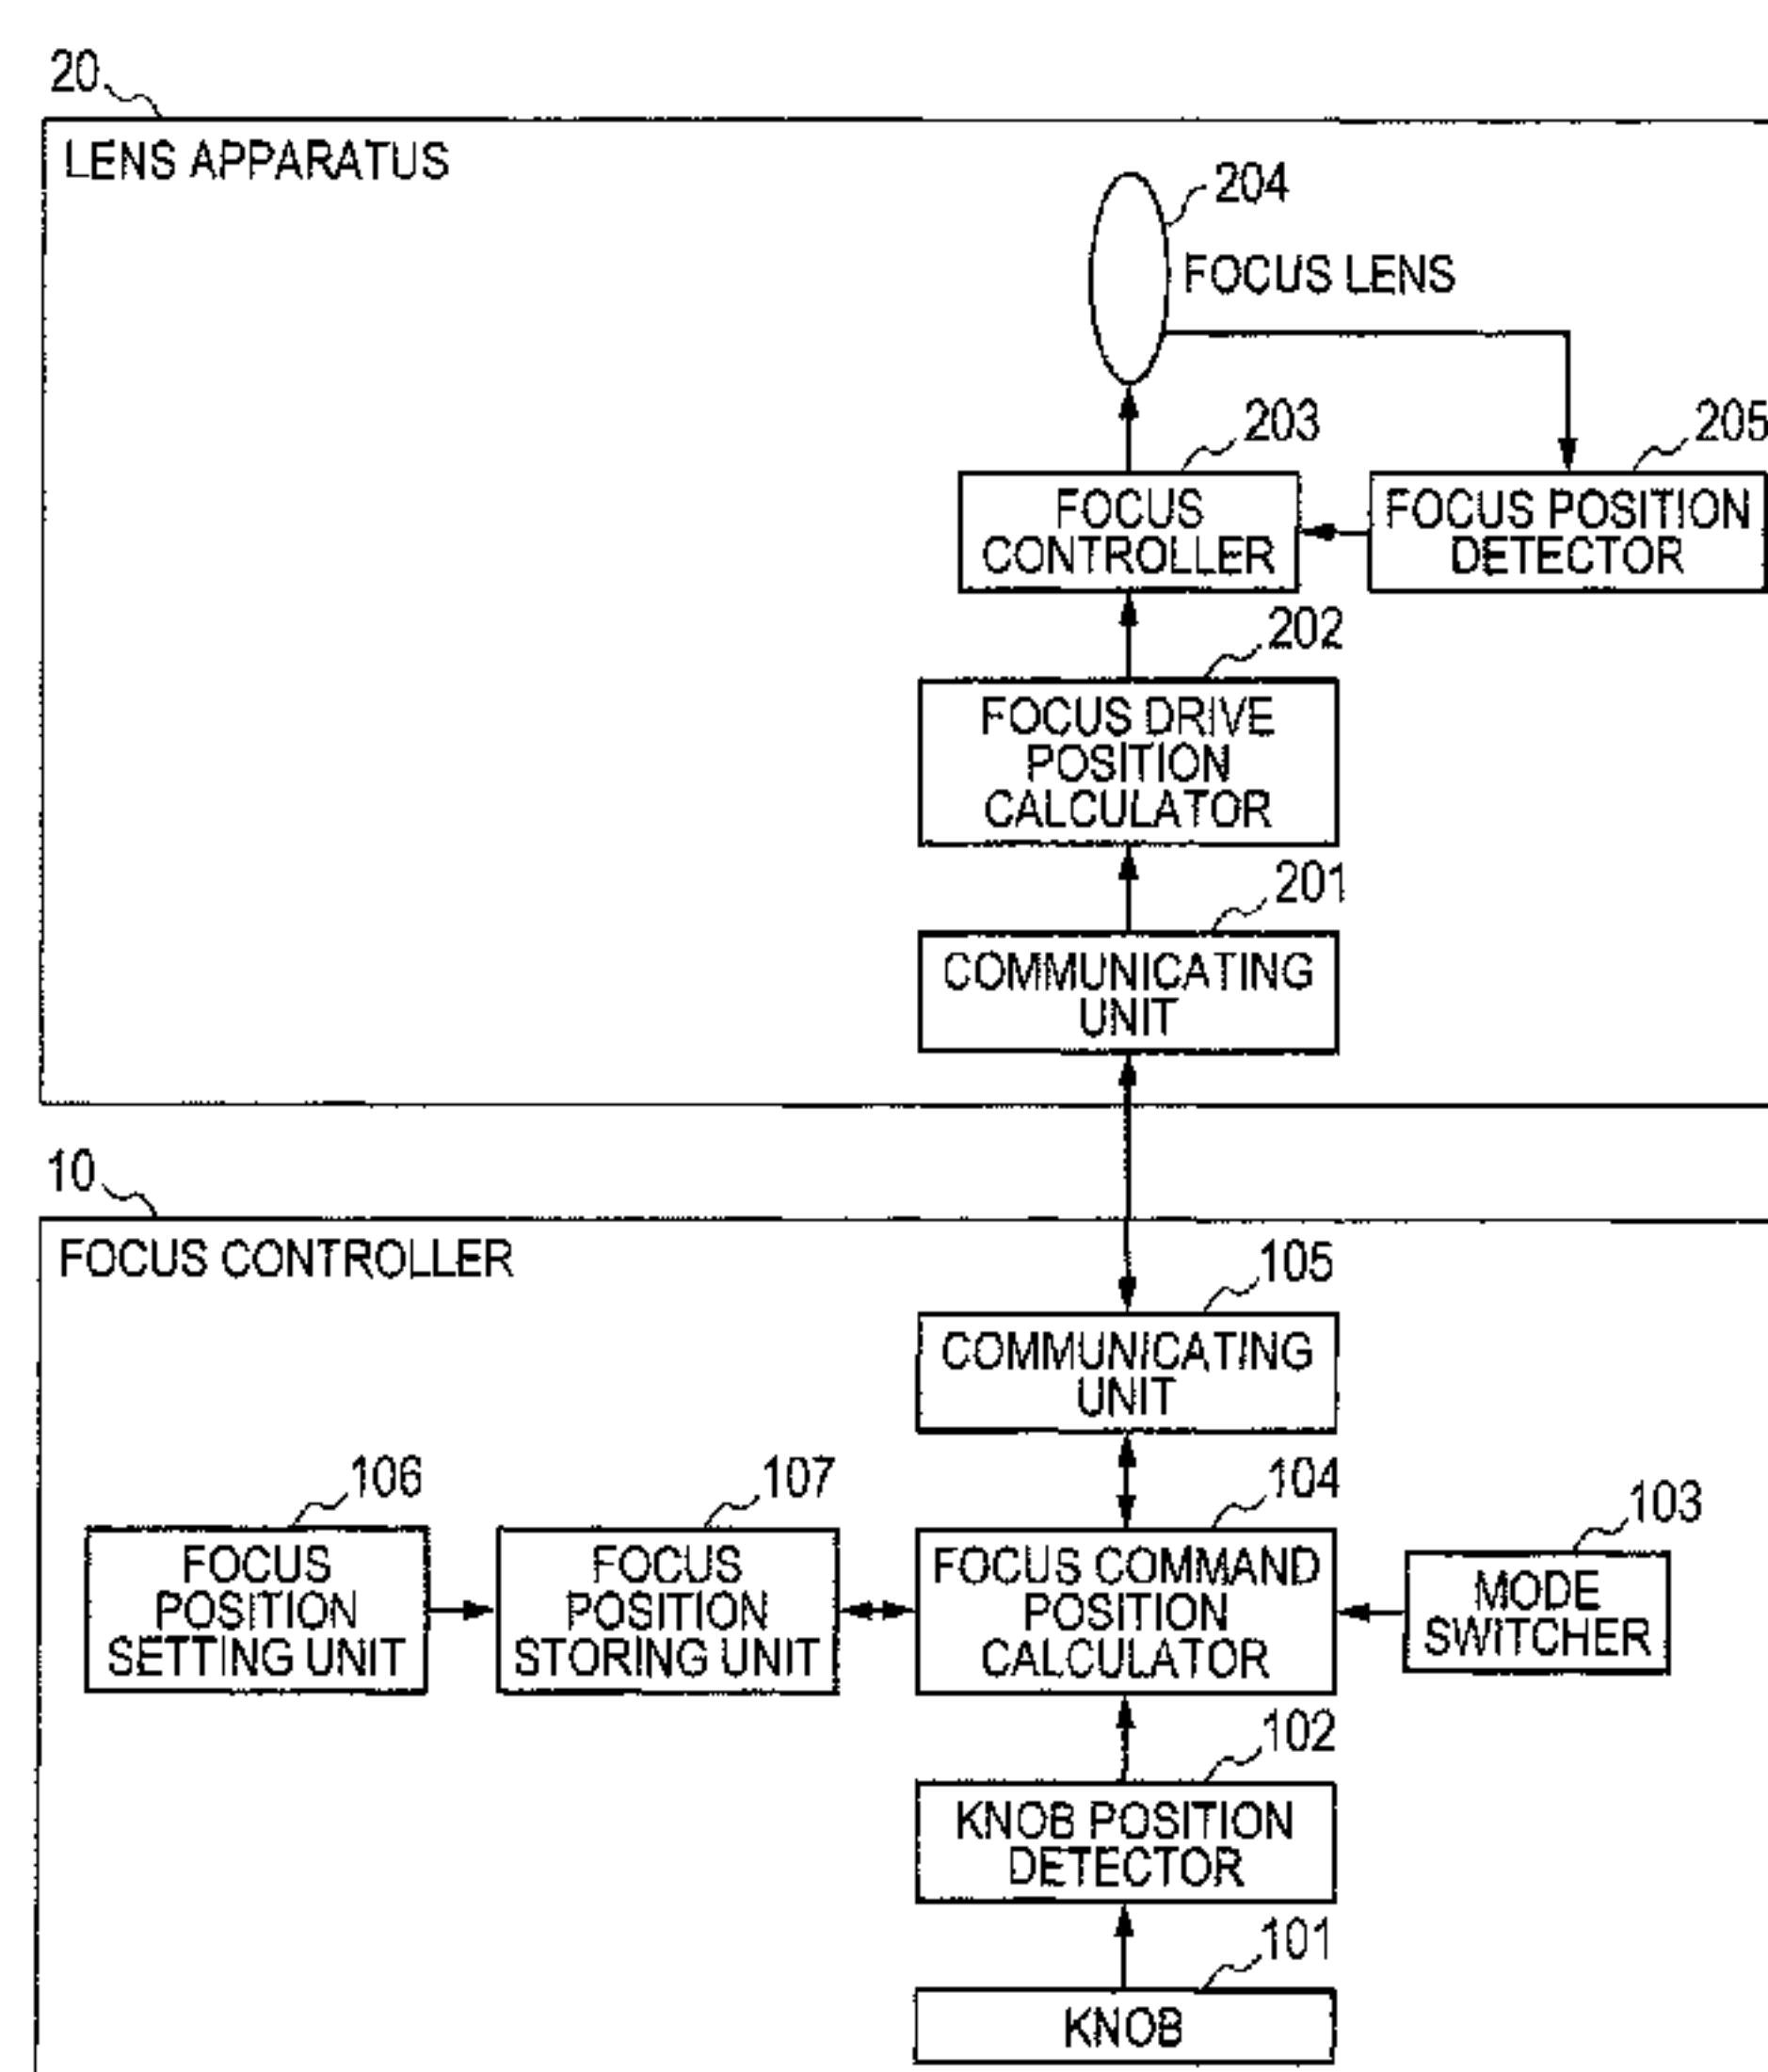 20
LENS APPARATUS
204
FOCUS LENS
203
205
FOCUS
CONTROLLER
FOCUS POSITION
DETECTOR
202
FOCUS DRIVE
POSITION
CALCULATOR
201
COMMUNICATING
UNIT
10
FOCUS CONTROLLER
105
COMMUNICATING
UNIT
106
107
104
103
FOCUS
POSITION
SETTING UNIT
FOCUS
POSITION
STORING UNIT
FOCUS COMMAND
POSITION
CALCULATOR
MODE
SWITCHER
102
KNOB POSITION
DETECTOR
101
KNOB